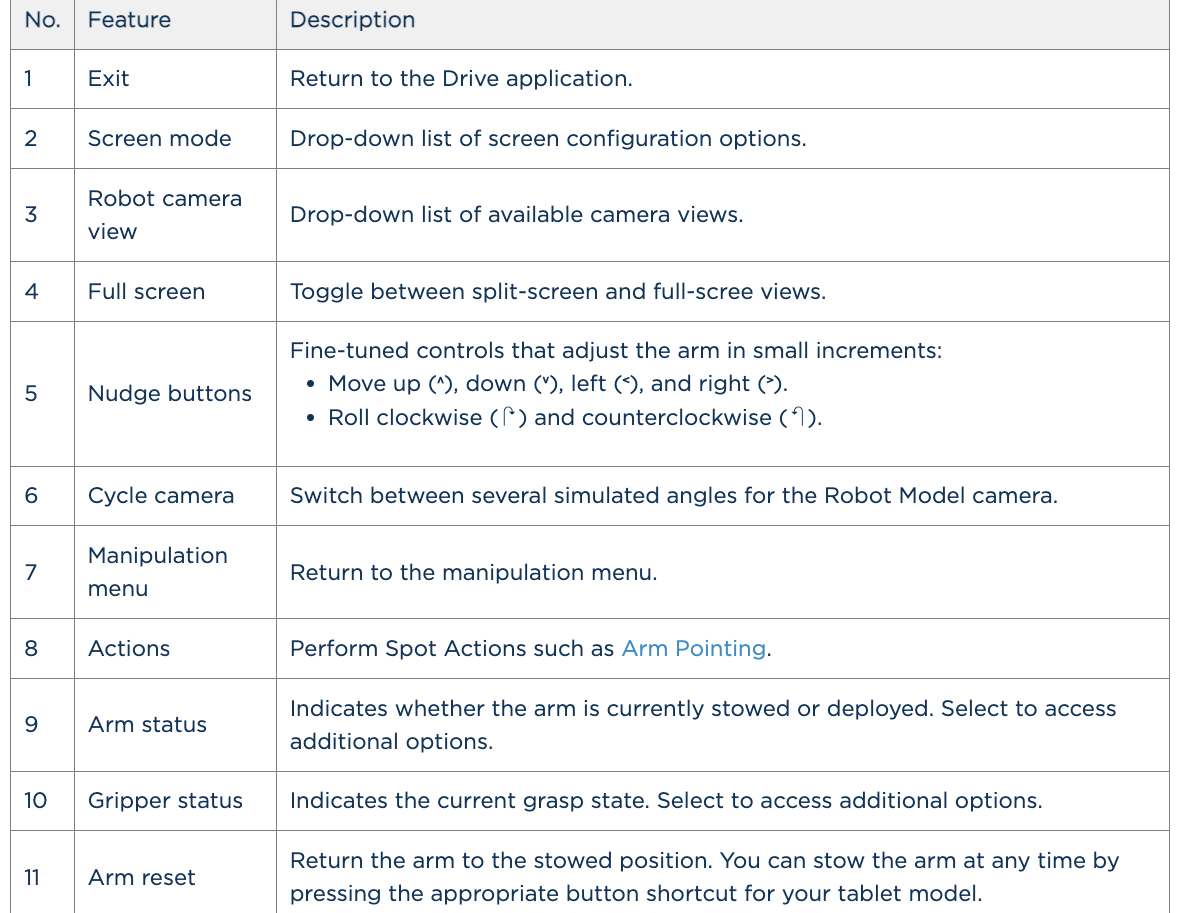 No. Feature Description
1 Exit Return to the Drive application.
2 Screen mode Drop-down list of screen configuration options.
3 Robot camera view Drop-down list of available camera views.
4 Full screen Toggle between split-screen and full-scree views.
5 Nudge buttons Fine-tuned controls that adjust the arm in small increments:
• Move up (˄), down (˅), left (˂), and right (˃).
• Roll clockwise (↱) and counterclockwise (↰).
6 Cycle camera Switch between several simulated angles for the Robot Model camera.
7 Manipulation menu Return to the manipulation menu.
8 Actions Perform Spot Actions such as Arm Pointing.
9 Arm status Indicates whether the arm is currently stowed or deployed. Select to access
additional options.
10 Gripper status Indicates the current grasp state. Select to access additional options.
11 Arm reset Return the arm to the stowed position. You can stow the arm at any time by
pressing the appropriate button shortcut for your tablet model.